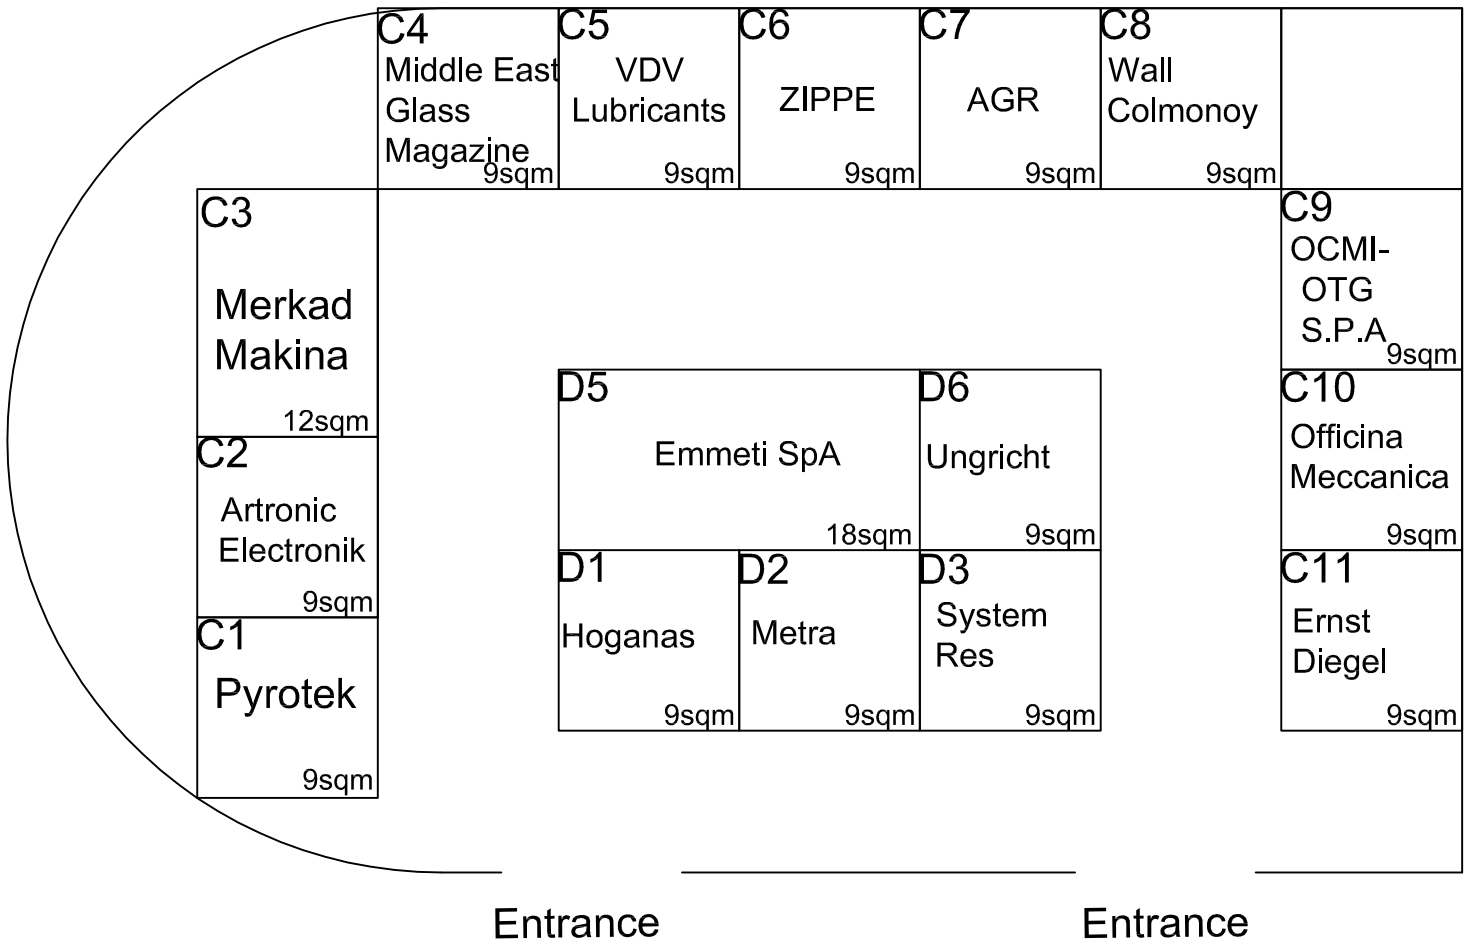 C4
Middle East
Glass
Magazine
9sqm
C5
VDV
Lubricants
9sqm
C6
ZIPPE
9sqm
C7
AGR
9sqm
C8
Wall
Colmonoy
9sqm
C3
Merkad
Makina
12sqm
C9
OCMI-
OTG
S.P.A
9sqm
D5
Emmeti SpA
18sqm
D6
Ungricht
9sqm
C10
Officina
Meccanica
9sqm
C2
Artronic
Electronik
9sqm
D1
Hoganas
9sqm
D2
Metra
9sqm
D3
System
Res
9sqm
C11
Ernst
Diegel
9sqm
C1
Pyrotek
9sqm
Entrance
Entrance